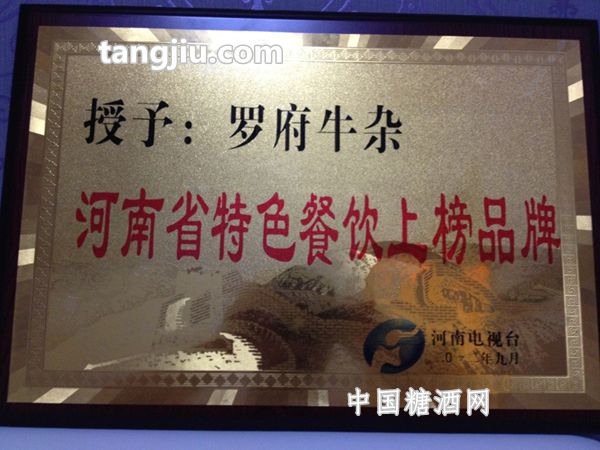 tangjiu.com
授予：罗府牛杂
河南省特色餐饮上榜品牌
河南电视台
年九月
中国糖酒网